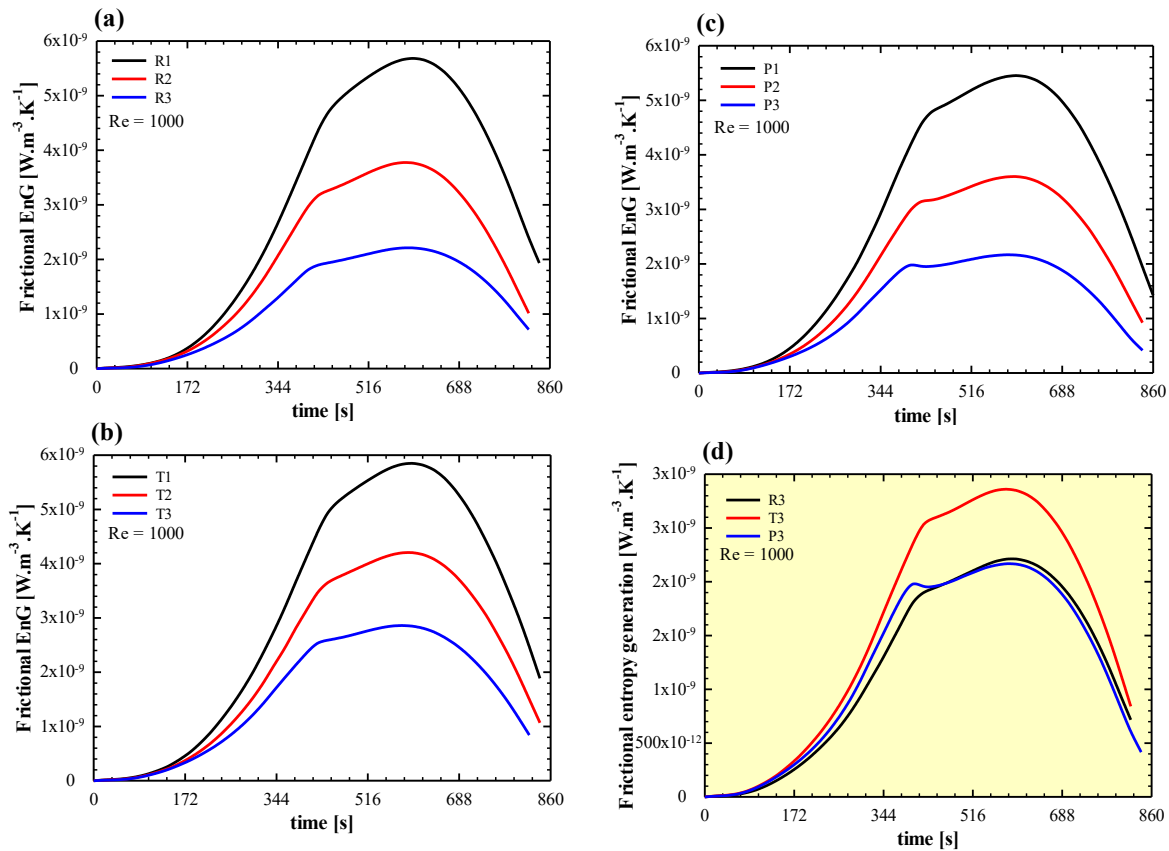 (a)
Frictional EnG [W.m⁻³.K⁻¹]
6x10⁻⁹
5x10⁻⁹
4x10⁻⁹
3x10⁻⁹
2x10⁻⁹
1x10⁻⁹
0
R1
R2
R3
Re = 1000
0 172 344 516 688 860
time [s]
(c)
Frictional EnG [W.m⁻³.K⁻¹]
6x10⁻⁹
5x10⁻⁹
4x10⁻⁹
3x10⁻⁹
2x10⁻⁹
1x10⁻⁹
0
P1
P2
P3
Re = 1000
0 172 344 516 688 860
time [s]
(b)
Frictional EnG [W.m⁻³.K⁻¹]
6x10⁻⁹
5x10⁻⁹
4x10⁻⁹
3x10⁻⁹
2x10⁻⁹
1x10⁻⁹
0
T1
T2
T3
Re = 1000
0 172 344 516 688 860
time [s]
(d)
Frictional entropy generation [W.m⁻³.K⁻¹]
3x10⁻⁹
3x10⁻⁹
2x10⁻⁹
2x10⁻⁹
1x10⁻⁹
500x10⁻¹²
0
R3
T3
P3
Re = 1000
0 172 344 516 688 860
time [s]